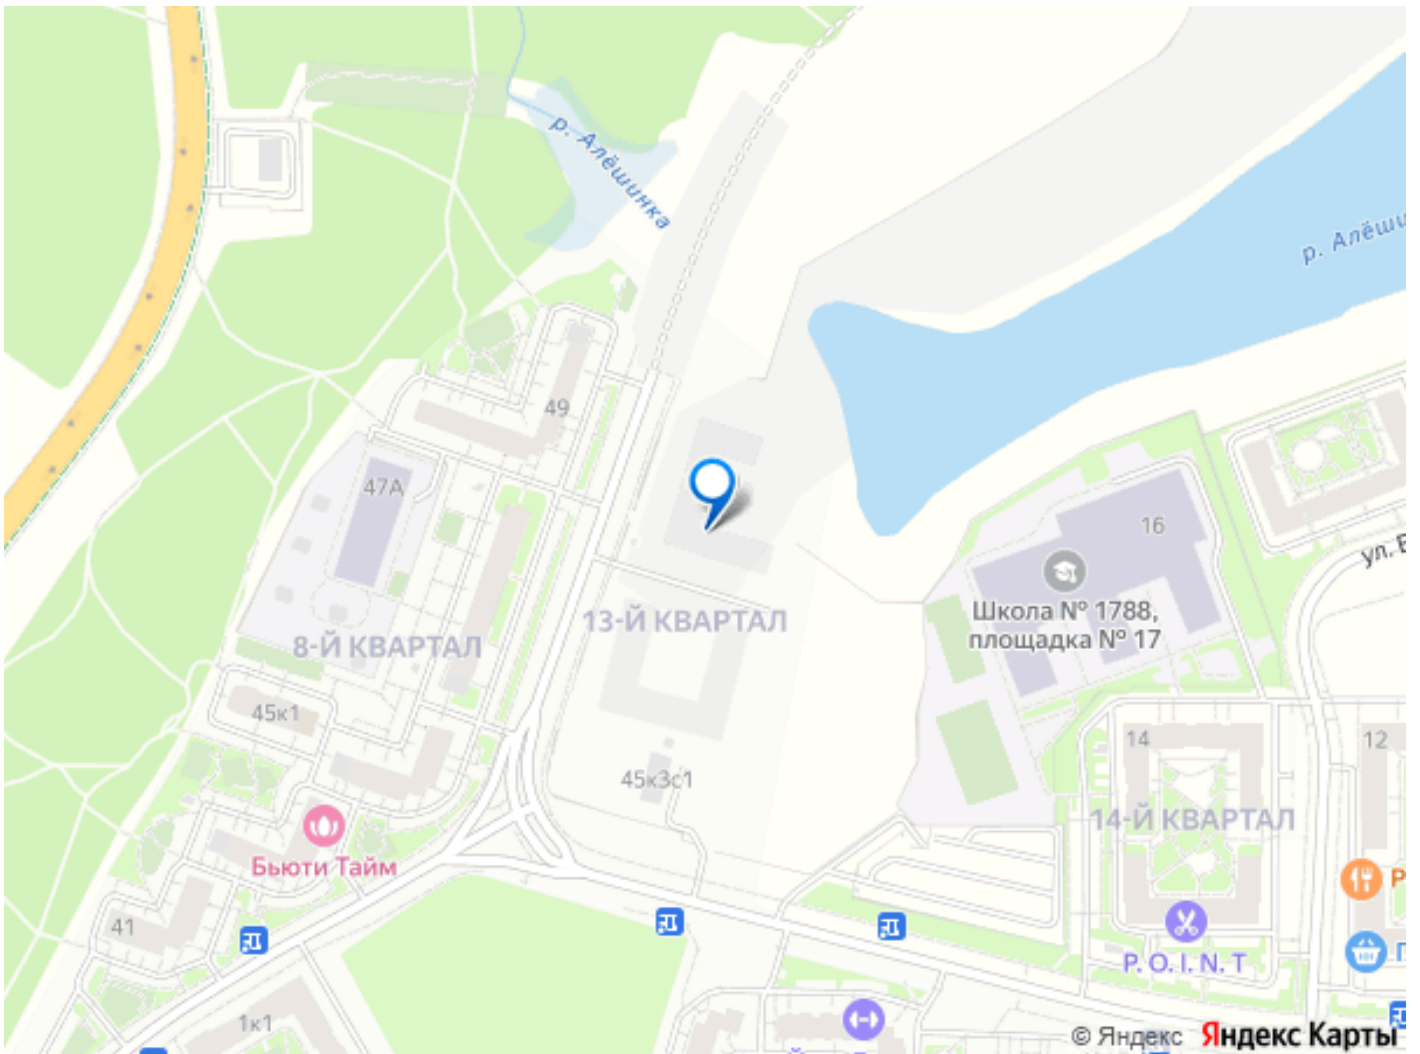 р. Алёшинка
р. Алёши
49
47А
16
ул. Е
Школа № 1788,
площадка № 17
13-Й КВАРТАЛ
8-Й КВАРТАЛ
45к1
14
12
45к3с1
14-Й КВАРТАЛ
Бьюти Тайм
Р
41
P. O. I. N. T
П
1к1
© Яндекс Яндекс Карты